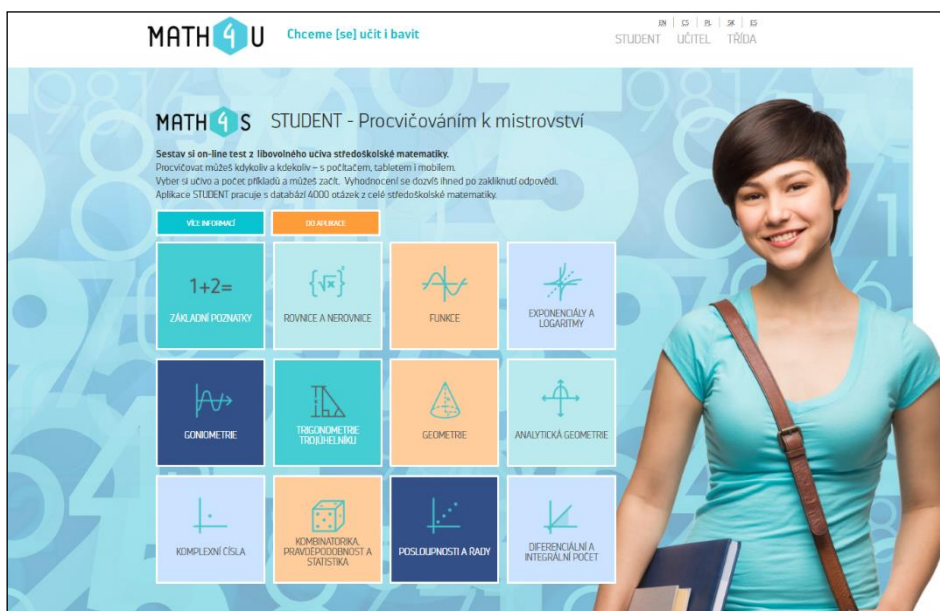 MATH 4 U
Chceme [se] učit i bavit
EN | CS | PL | SK | ES
STUDENT UČITEL TŘÍDA
MATH 4 S STUDENT - Procvičováním k mistrovství
Sestav si on-line test z libovolného učiva středoškolské matematiky.
Procvičovat můžeš kdykoliv a kdekoliv – s počítačem, tabletem i mobilem.
Vyber si učivo a počet příkladů a můžeš začít. Vyhodnocení se dozvíš ihned po zakliknutí odpovědi.
Aplikace STUDENT pracuje s databází 4000 otázek z celé středoškolské matematiky.
VÍCE INFORMACÍ
DO APLIKACE
1+2=
ZÁKLADNÍ POZNATKY
{√x}
ROVNICE A NEROVNICE
FUNKCE
EXPONENCIÁLY A
LOGARITMY
GONIOMETRIE
TRIGONOMETRIE
TROJÚHELNÍKU
GEOMETRIE
ANALYTICKÁ GEOMETRIE
KOMPLEXNÍ ČÍSLA
KOMBINATORIKA,
PRAVDĚPODOBNOST A
STATISTIKA
POSLOUPNOSTI A ŘADY
DIFERENCIÁLNÍ A
INTEGRÁLNÍ POČET